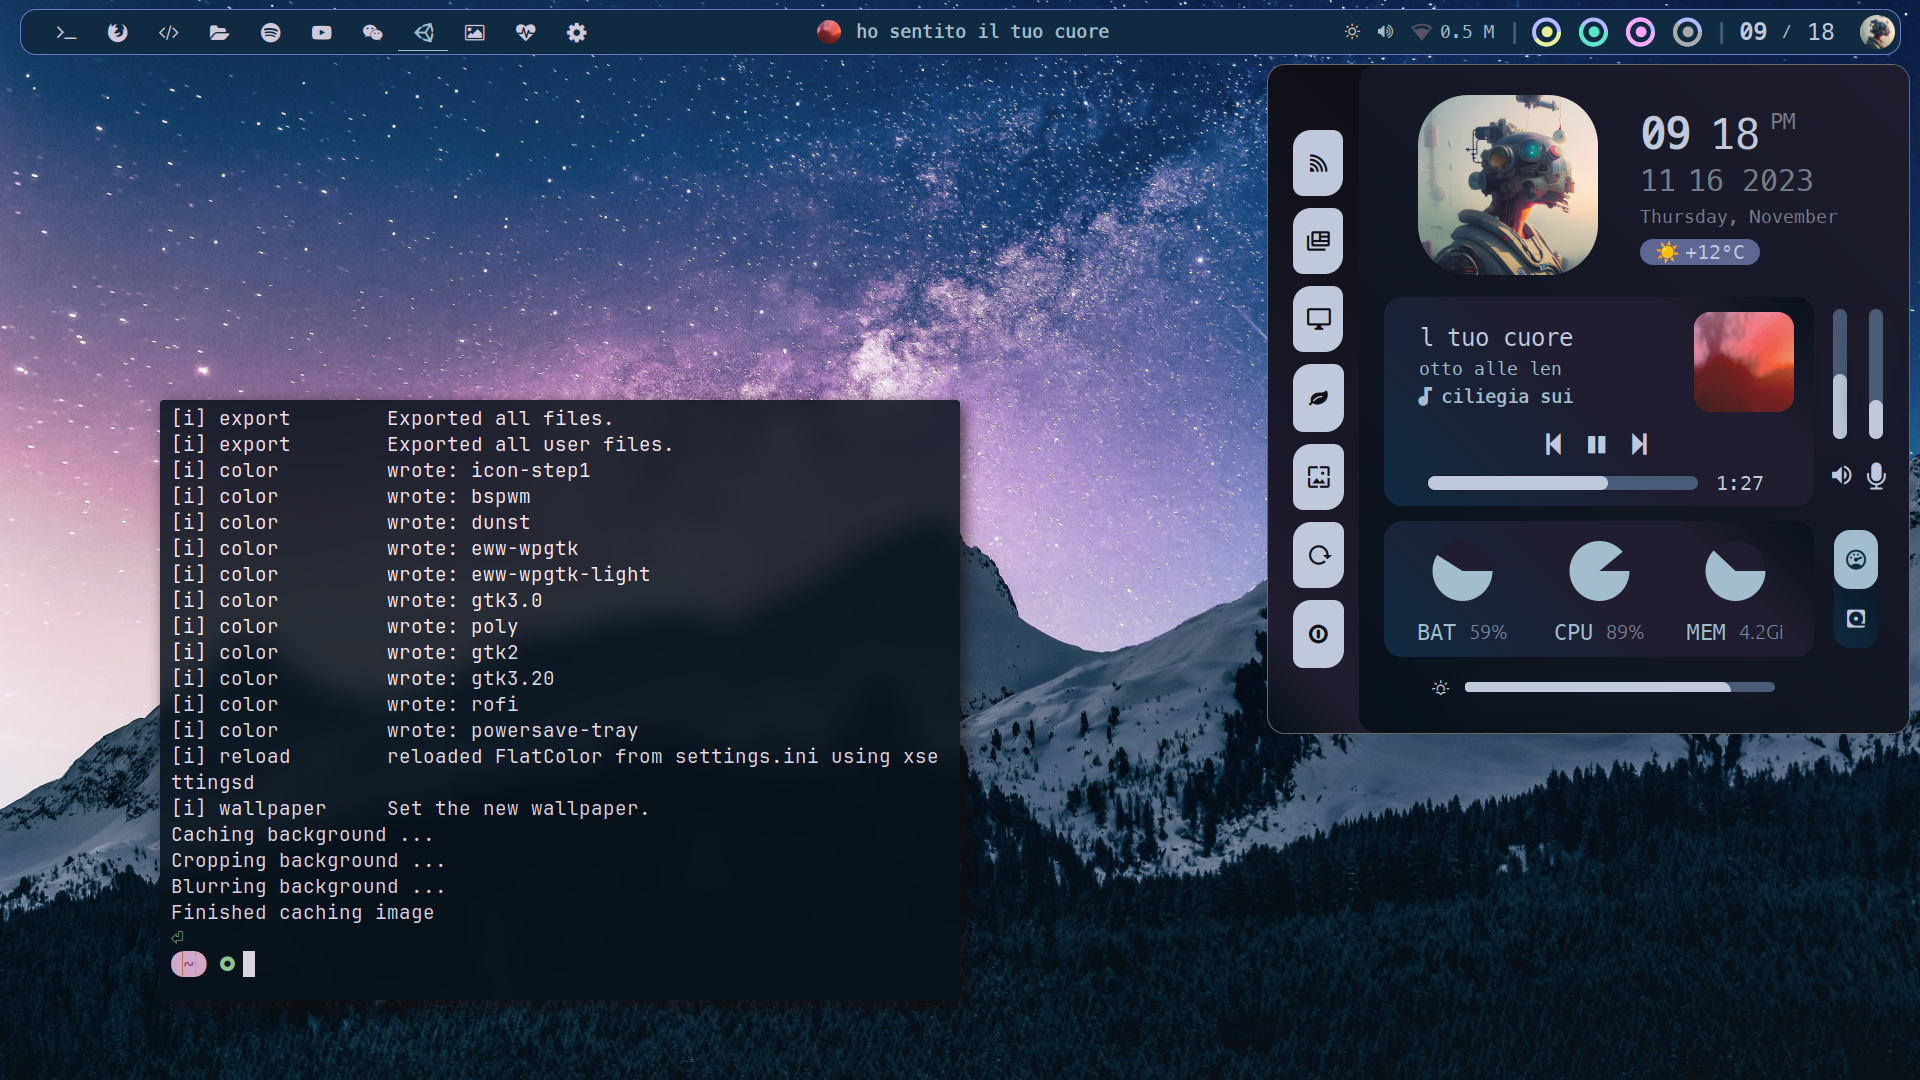 ho sentito il tuo cuore
0.5 M
09 / 18
09 18 PM
11 16 2023
Thursday, November
+12°C
l tuo cuore
otto alle len
ciliegia sui
1:27
BAT 59%
CPU 89%
MEM 4.2Gi
[i] export Exported all files.
[i] export Exported all user files.
[i] color wrote: icon-step1
[i] color wrote: bspwm
[i] color wrote: dunst
[i] color wrote: eww-wpgtk
[i] color wrote: eww-wpgtk-light
[i] color wrote: gtk3.0
[i] color wrote: poly
[i] color wrote: gtk2
[i] color wrote: gtk3.20
[i] color wrote: rofi
[i] color wrote: powersave-tray
[i] reload reloaded FlatColor from settings.ini using xse
ttingsd
[i] wallpaper Set the new wallpaper.
Caching background ...
Cropping background ...
Blurring background ...
Finished caching image
~